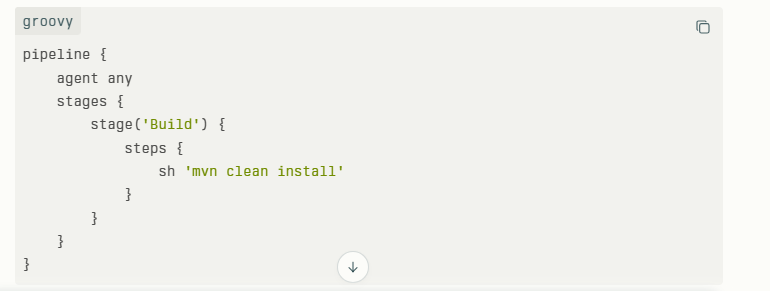 groovy
pipeline {
    agent any
    stages {
        stage('Build') {
            steps {
                sh 'mvn clean install'
            }
        }
    }
}